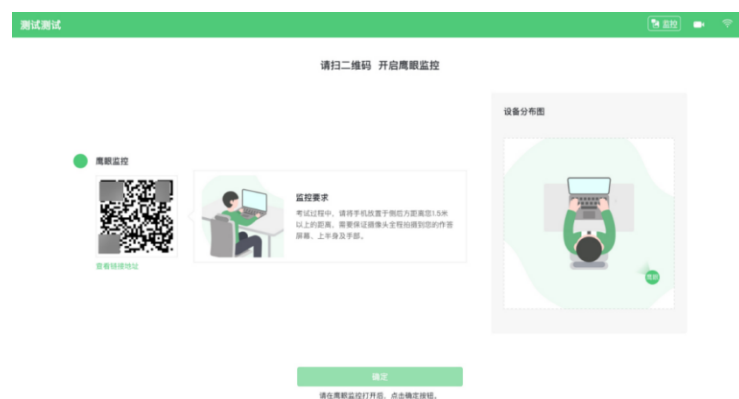 测试测试
监控
请扫二维码 开启鹰眼监控
设备分布图
鹰眼监控
监控要求
考试过程中，请将手机放置于侧后方距离您1.5米
以上的距离，需要保证摄像头全程拍摄到您的作答
屏幕、上半身及手部。
查看链接地址
鹰眼
确定
请在鹰眼监控打开后，点击确定按钮。